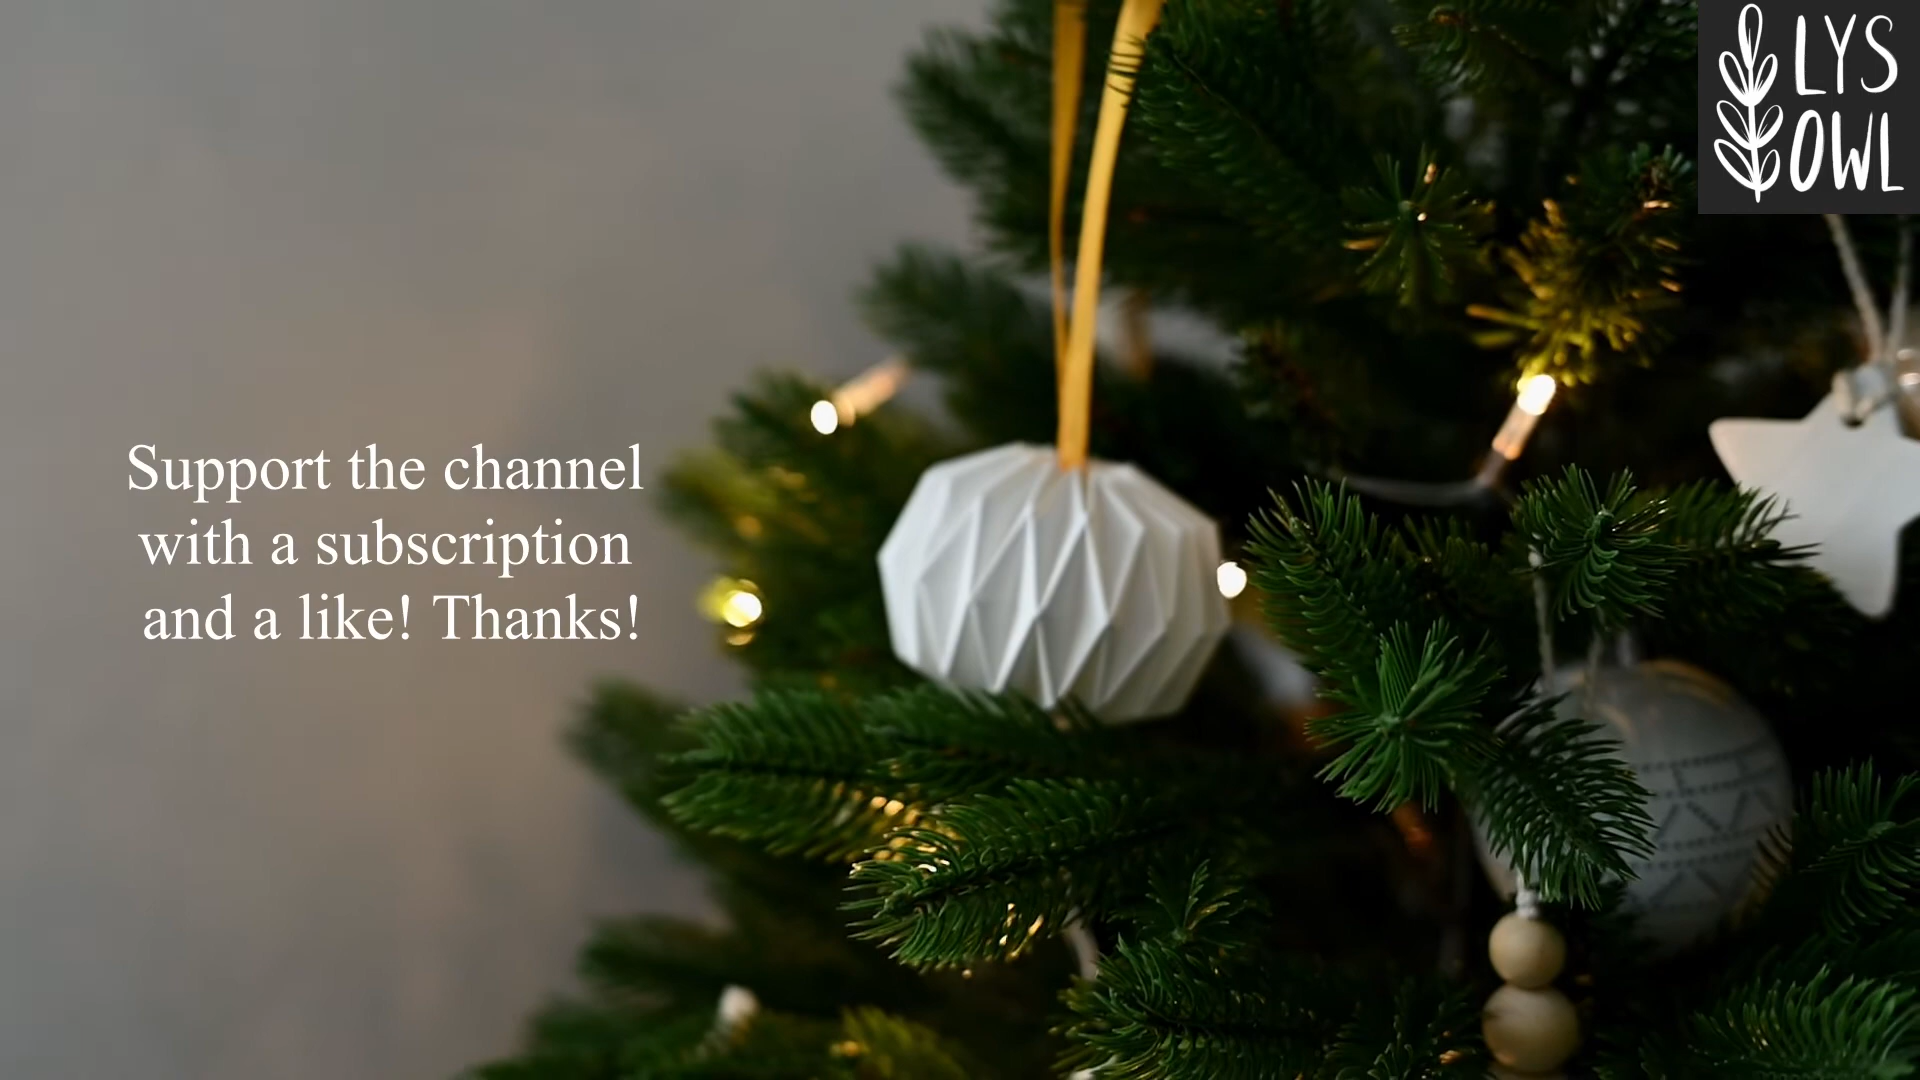 LYS
OWL
Support the channel
with a subscription
and a like! Thanks!